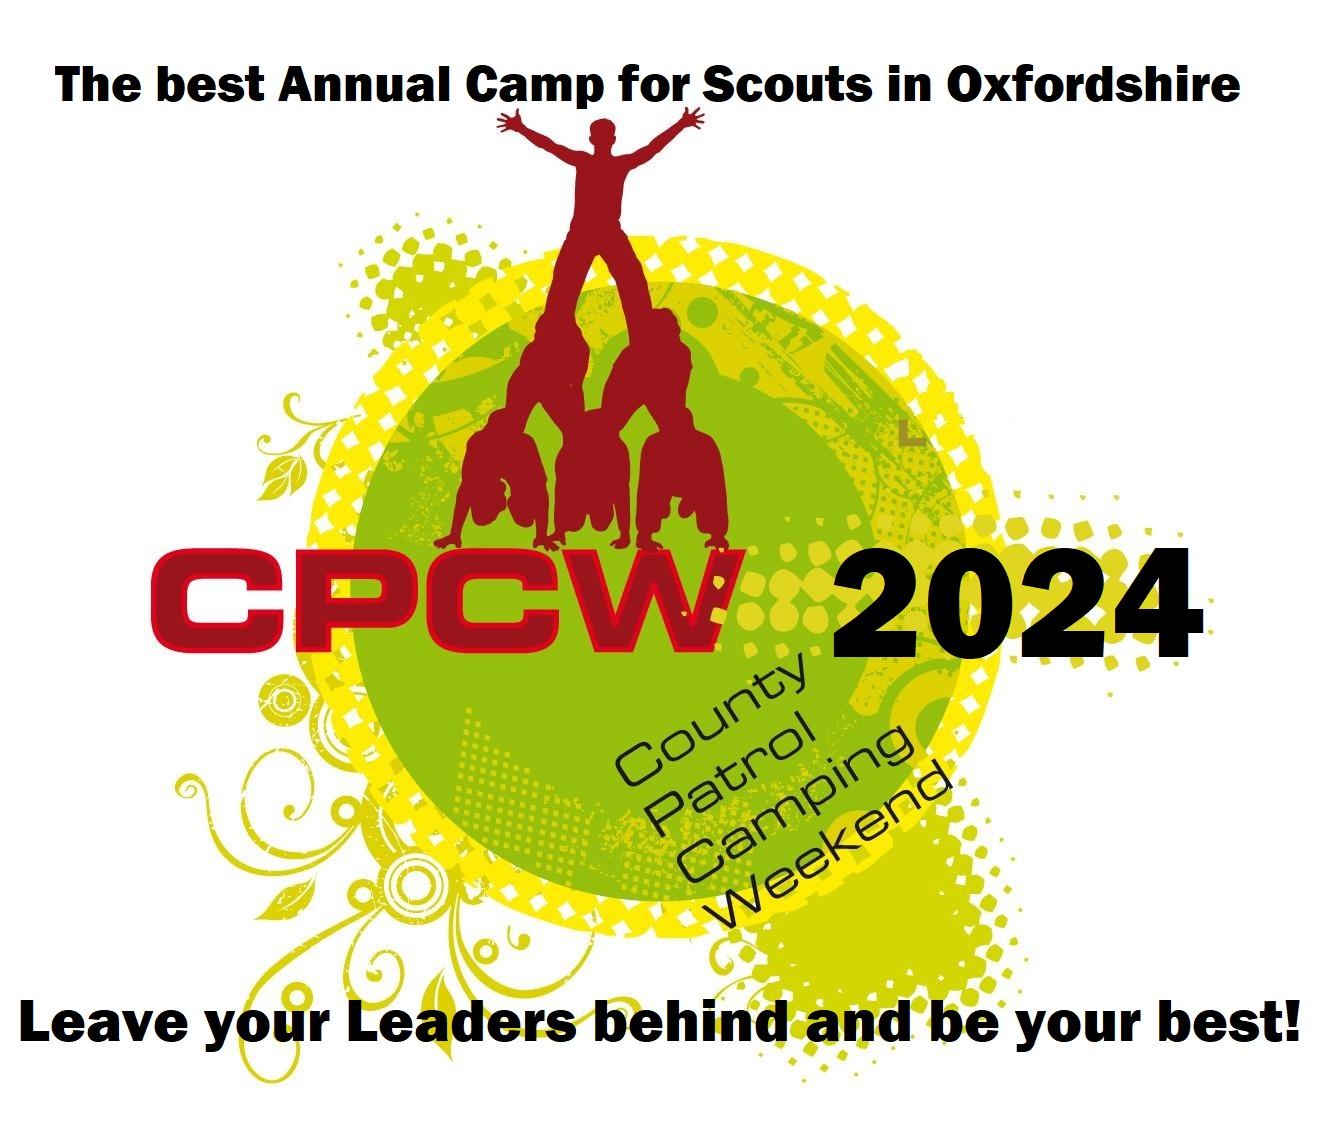 The best Annual Camp for Scouts in Oxfordshire
CPCW 2024
County
Patrol
Camping
Weekend
Leave your Leaders behind and be your best!